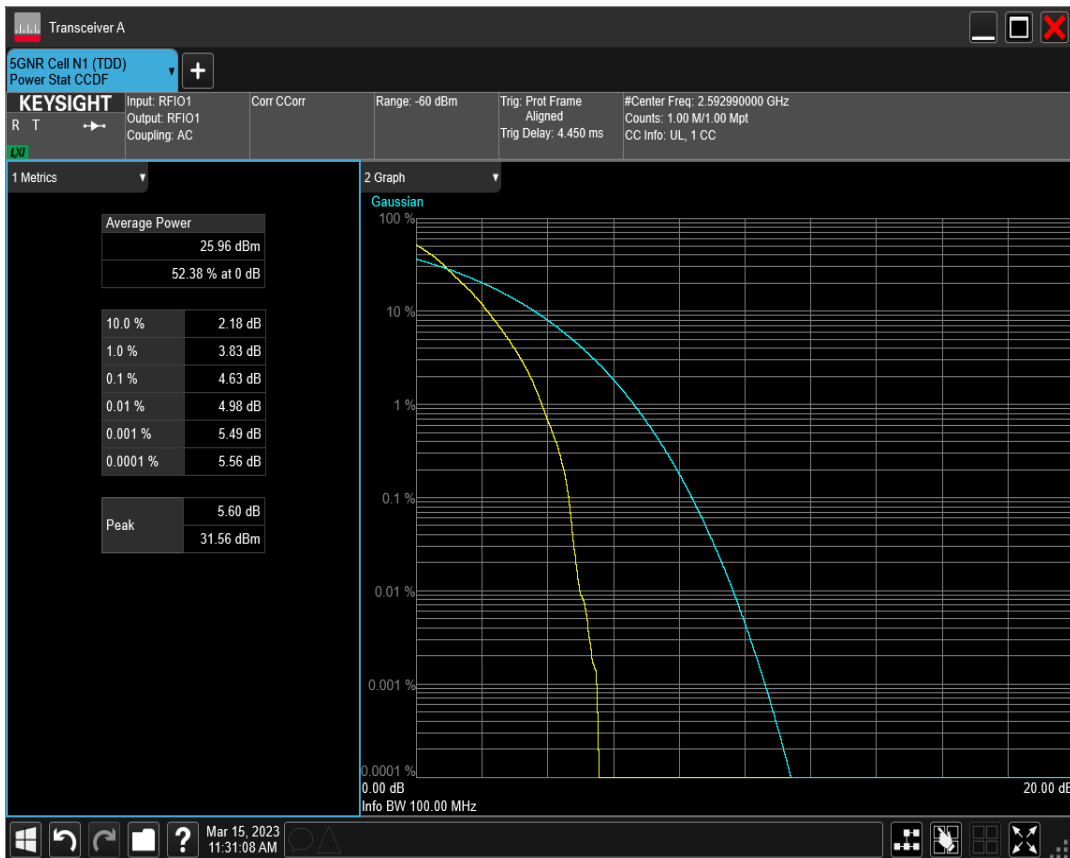 Transceiver A
5GNR Cell N1 (TDD)
Power Stat CCDF
KEYSIGHT
R T
LXI
Input: RFIO1
Output: RFIO1
Coupling: AC
Corr CCorr
Range: -60 dBm
Trig: Prot Frame
Aligned
Trig Delay: 4.450 ms
#Center Freq: 2.592990000 GHz
Counts: 1.00 M/1.00 Mpt
CC Info: UL, 1 CC
1 Metrics
Average Power
25.96 dBm
52.38 % at 0 dB
10.0 % 2.18 dB
1.0 % 3.83 dB
0.1 % 4.63 dB
0.01 % 4.98 dB
0.001 % 5.49 dB
0.0001 % 5.56 dB
Peak
5.60 dB
31.56 dBm
2 Graph
Gaussian
100 %
10 %
1 %
0.1 %
0.01 %
0.001 %
0.0001 %
0.00 dB 20.00 dB
Info BW 100.00 MHz
?
Mar 15, 2023
11:31:08 AM